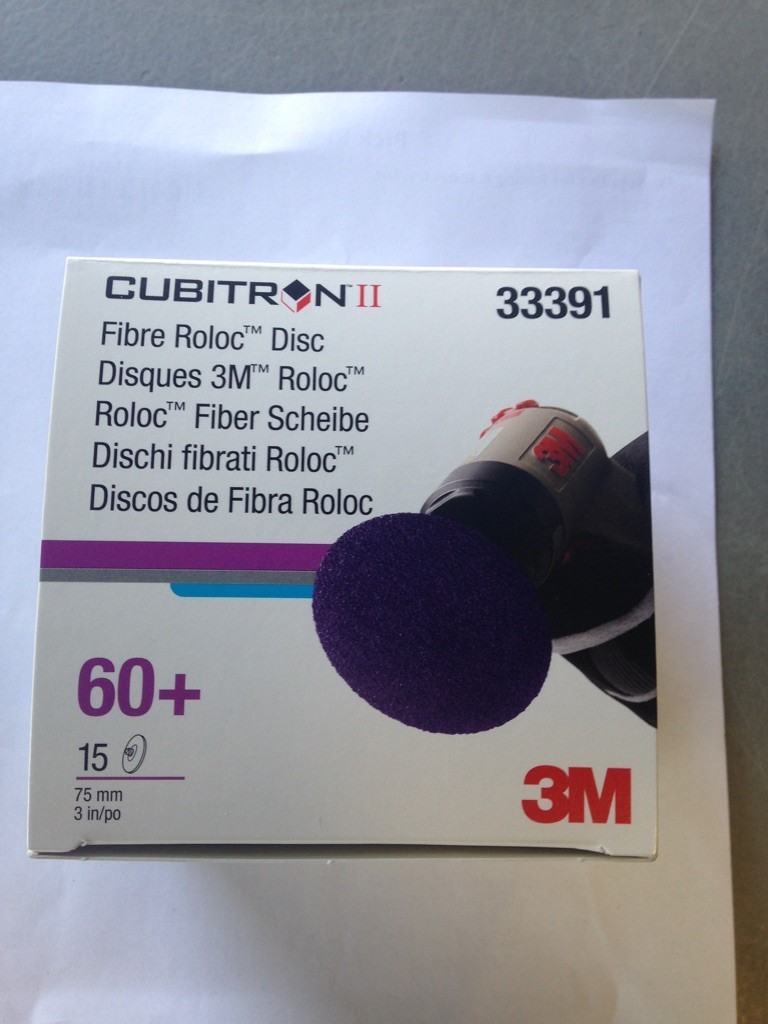 CUBITRON™ II
33391
Fibre Roloc™ Disc
Disques 3M™ Roloc™
Roloc™ Fiber Scheibe
Dischi fibrati Roloc™
Discos de Fibra Roloc
3M
60+
15
75 mm
3 in/po
3M